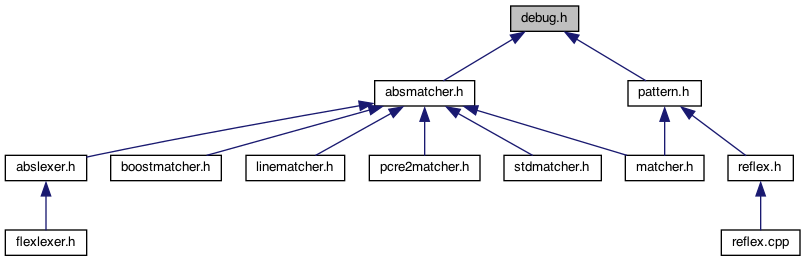 debug.h
absmatcher.h
pattern.h
abslexer.h
boostmatcher.h
linematcher.h
pcre2matcher.h
stdmatcher.h
matcher.h
reflex.h
flexlexer.h
reflex.cpp